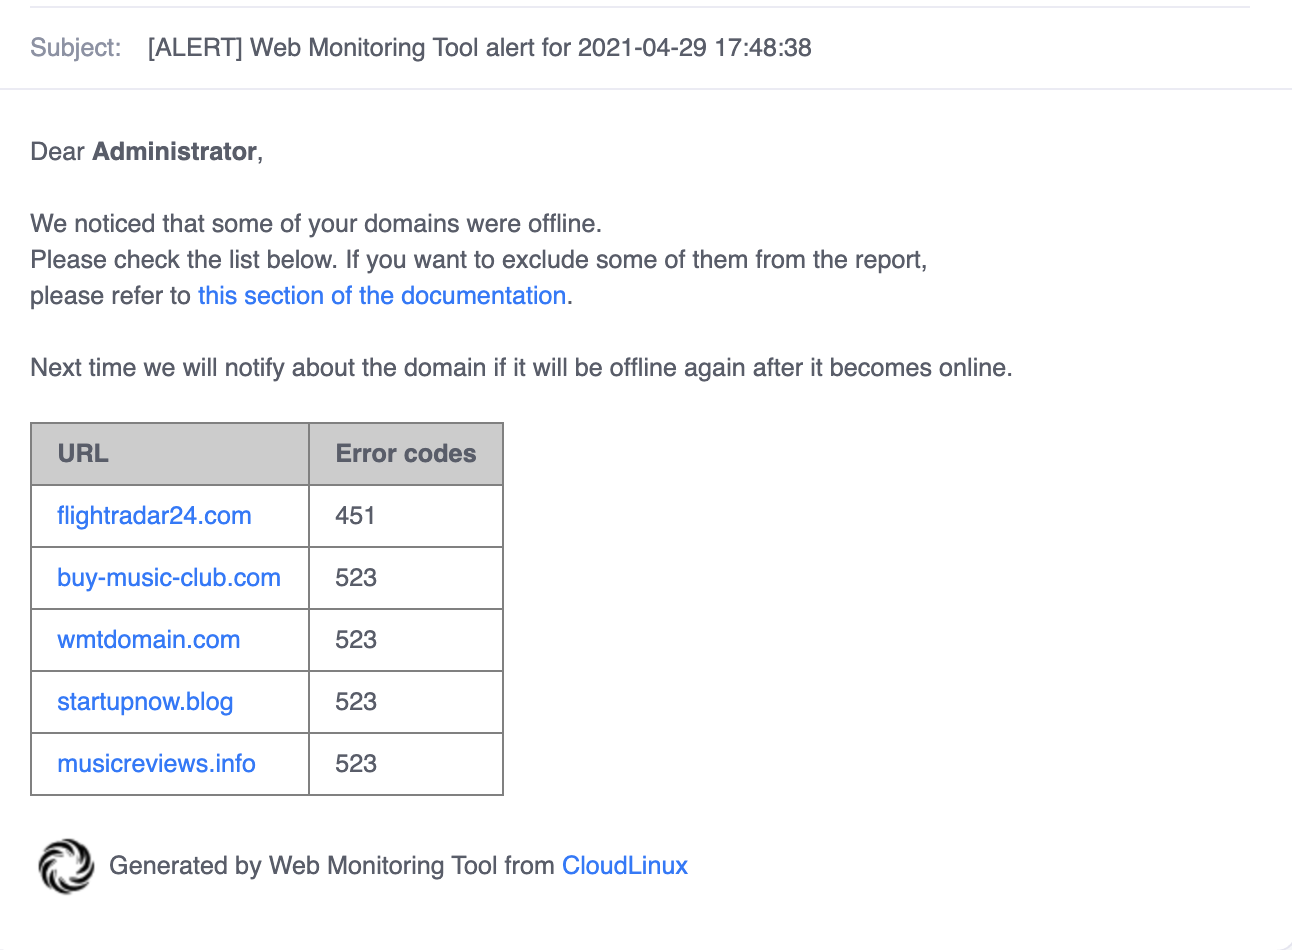 Subject: [ALERT] Web Monitoring Tool alert for 2021-04-29 17:48:38
Dear Administrator,
We noticed that some of your domains were offline.
Please check the list below. If you want to exclude some of them from the report,
please refer to this section of the documentation.
Next time we will notify about the domain if it will be offline again after it becomes online.
URL Error codes
flightradar24.com 451
buy-music-club.com 523
wmtdomain.com 523
startupnow.blog 523
musicreviews.info 523
Generated by Web Monitoring Tool from CloudLinux